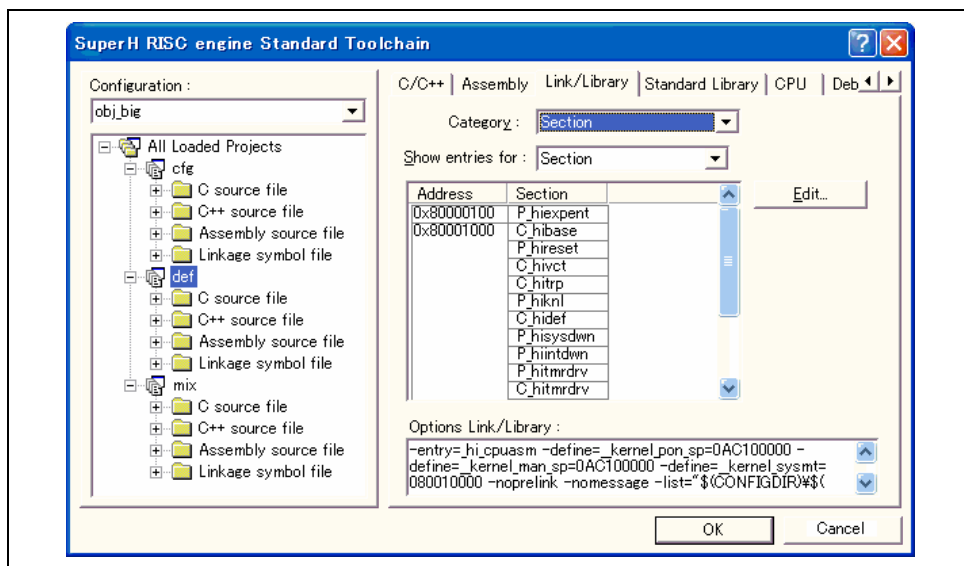 SuperH RISC engine Standard Toolchain
Configuration :
obj_big
All Loaded Projects
cfg
C source file
C++ source file
Assembly source file
Linkage symbol file
def
C source file
C++ source file
Assembly source file
Linkage symbol file
mix
C source file
C++ source file
Assembly source file
Linkage symbol file
C/C++ Assembly Link/Library Standard Library CPU Deb
Category : Section
Show entries for : Section
Address Section
0x80000100 P_hiexpent
0x80001000 C_hibase
P_hireset
C_hivct
C_hitrp
P_hiknl
C_hidef
P_hisysdwn
P_hiintdwn
P_hitmrdrv
C_hitmrdrv
Edit...
Options Link/Library :
-entry=_hi_cpuasm -define=__kernel_pon_sp=0AC100000 -
define=__kernel_man_sp=0AC100000 -define=__kernel_sysmt=
080010000 -noprelink -nomessage -list="$(CONFIGDIR)¥$(
OK Cancel